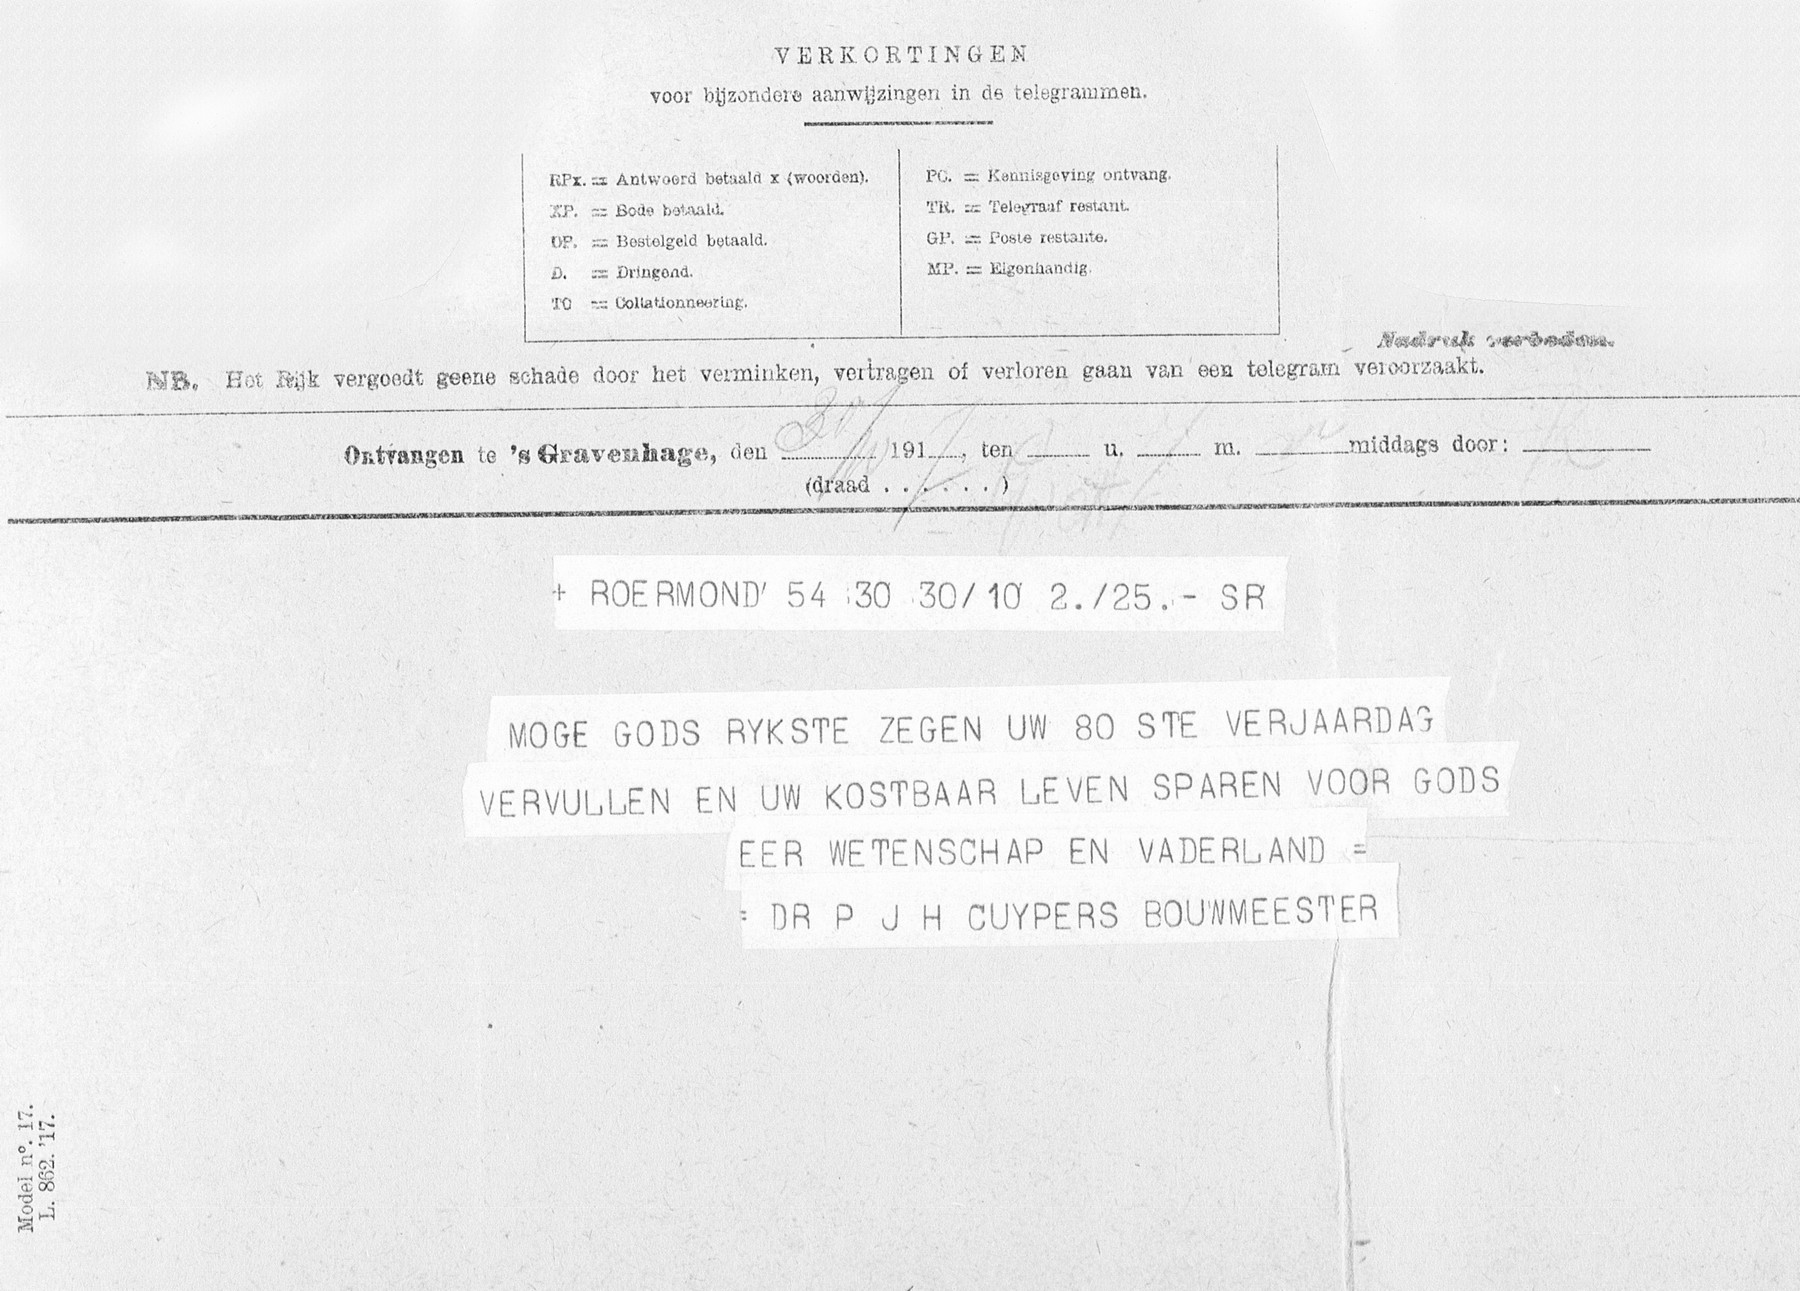 VERKORTINGEN
voor bijzondere aanwijzingen in de telegrammen.
RPx. = Antwoord betaald x (woorden).
XP. = Bode betaald.
OP. = Bestelgeld betaald.
D. = Dringend.
TC = Collationneering.
PC. = Kennisgeving ontvang.
TR. = Telegraaf restant.
GP. = Poste restante.
MP. = Eigenhandig.
Nadruk verboden.
NB. Het Rijk vergoedt geene schade door het verminken, vertragen of verloren gaan van een telegram veroorzaakt.
Ontvangen te 's Gravenhage, den 30/ 191 7, ten u. m. middags door:
(draad . . . . . . )
+ ROERMOND' 54 30 30/10 2./25.- SR
MOGE GODS RYKSTE ZEGEN UW 80 STE VERJAARDAG
VERVULLEN EN UW KOSTBAAR LEVEN SPAREN VOOR GODS
EER WETENSCHAP EN VADERLAND =
= DR P J H CUYPERS BOUWMEESTER
Model nº. 17.
L. 862. '17.